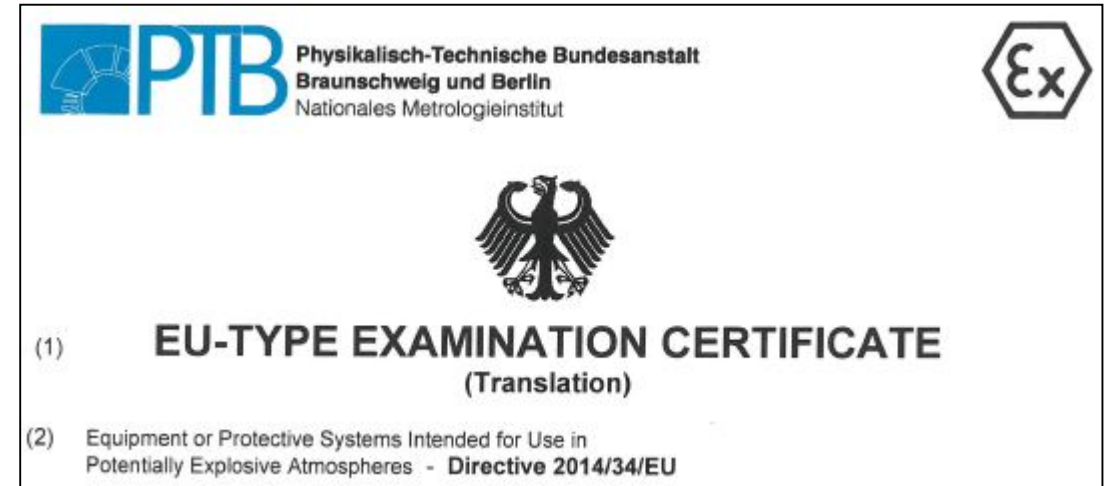 PTB
Physikalisch-Technische Bundesanstalt
Braunschweig und Berlin
Nationales Metrologieinstitut
Ex
(1) EU-TYPE EXAMINATION CERTIFICATE
(Translation)
(2) Equipment or Protective Systems Intended for Use in
Potentially Explosive Atmospheres - Directive 2014/34/EU